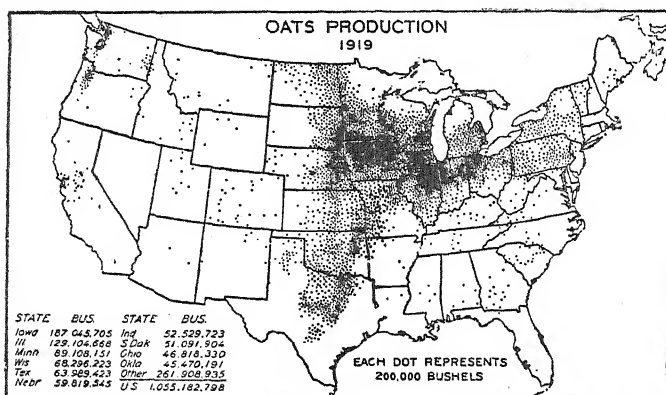 OATS PRODUCTION
1919
STATE BUS. STATE BUS.
Iowa 187 045,705 Ind 52.529,723
Ill 129,104,668 S.Dak 51.091,904
Minn 89,108,151 Ohio 46,818,330
Wis 68,296,223 Okla 45,470,191
Tex 63,989,423 Other 261,908,935
Nebr 59,819,545 U S 1,055,182,798
EACH DOT REPRESENTS
200,000 BUSHELS